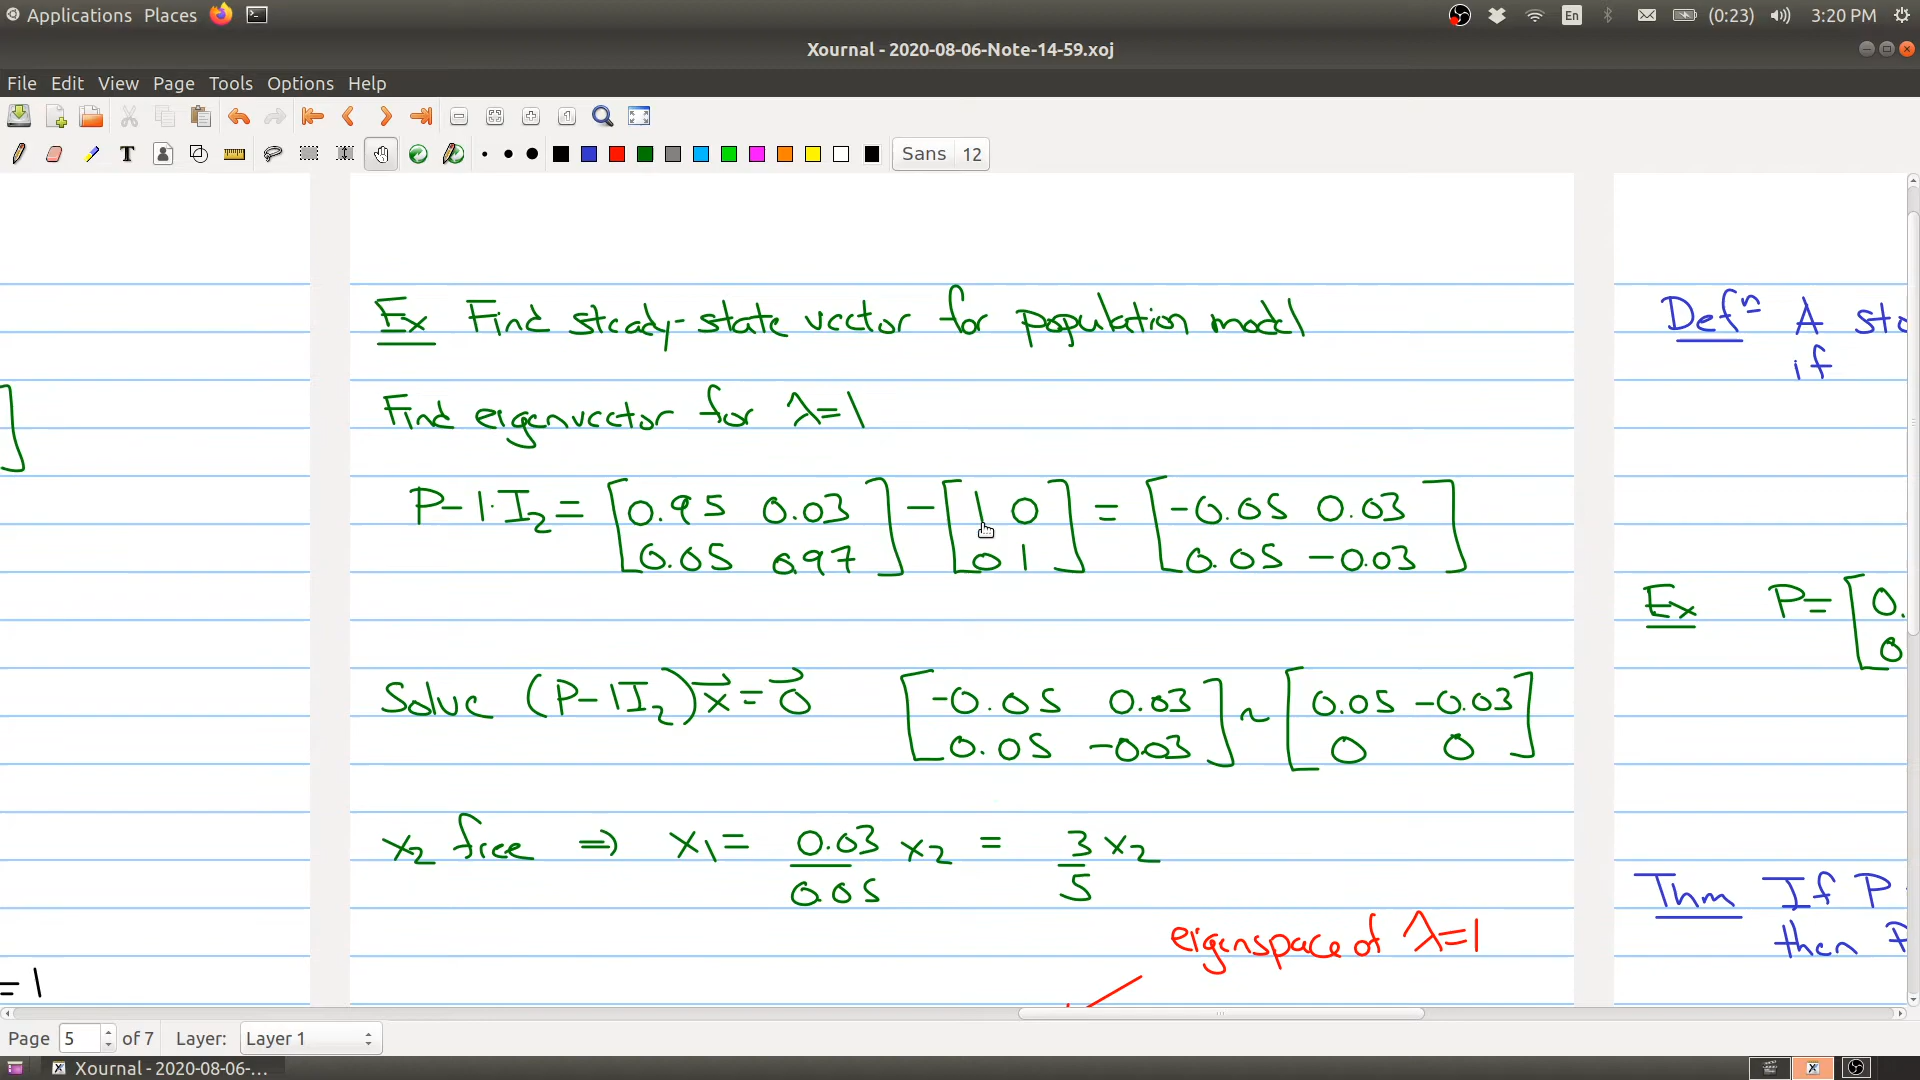 Applications Places En (0:23) 3:20 PM
Xournal - 2020-08-06-Note-14-59.xoj
File Edit View Page Tools Options Help
T Sans 12
Ex Find steady-state vector for population model
Find eigenvector for λ=1
P-1·I₂ = [0.95 0.03] - [1 0] = [-0.05 0.03]
[0.05 0.97] [0 1] [0.05 -0.03]
Solve (P-1I₂)x⃗=0⃗ [-0.05 0.03] ~ [0.05 -0.03]
[0.05 -0.03] [0 0]
x₂ free ⇒ x₁= 0.03/0.05 x₂ = 3/5 x₂
eigenspace of λ=1
=1
Defⁿ A sto
if
Ex P=[0.
0
Thm If P
then P
Page 5 of 7 Layer: Layer 1
Xournal - 2020-08-06-...